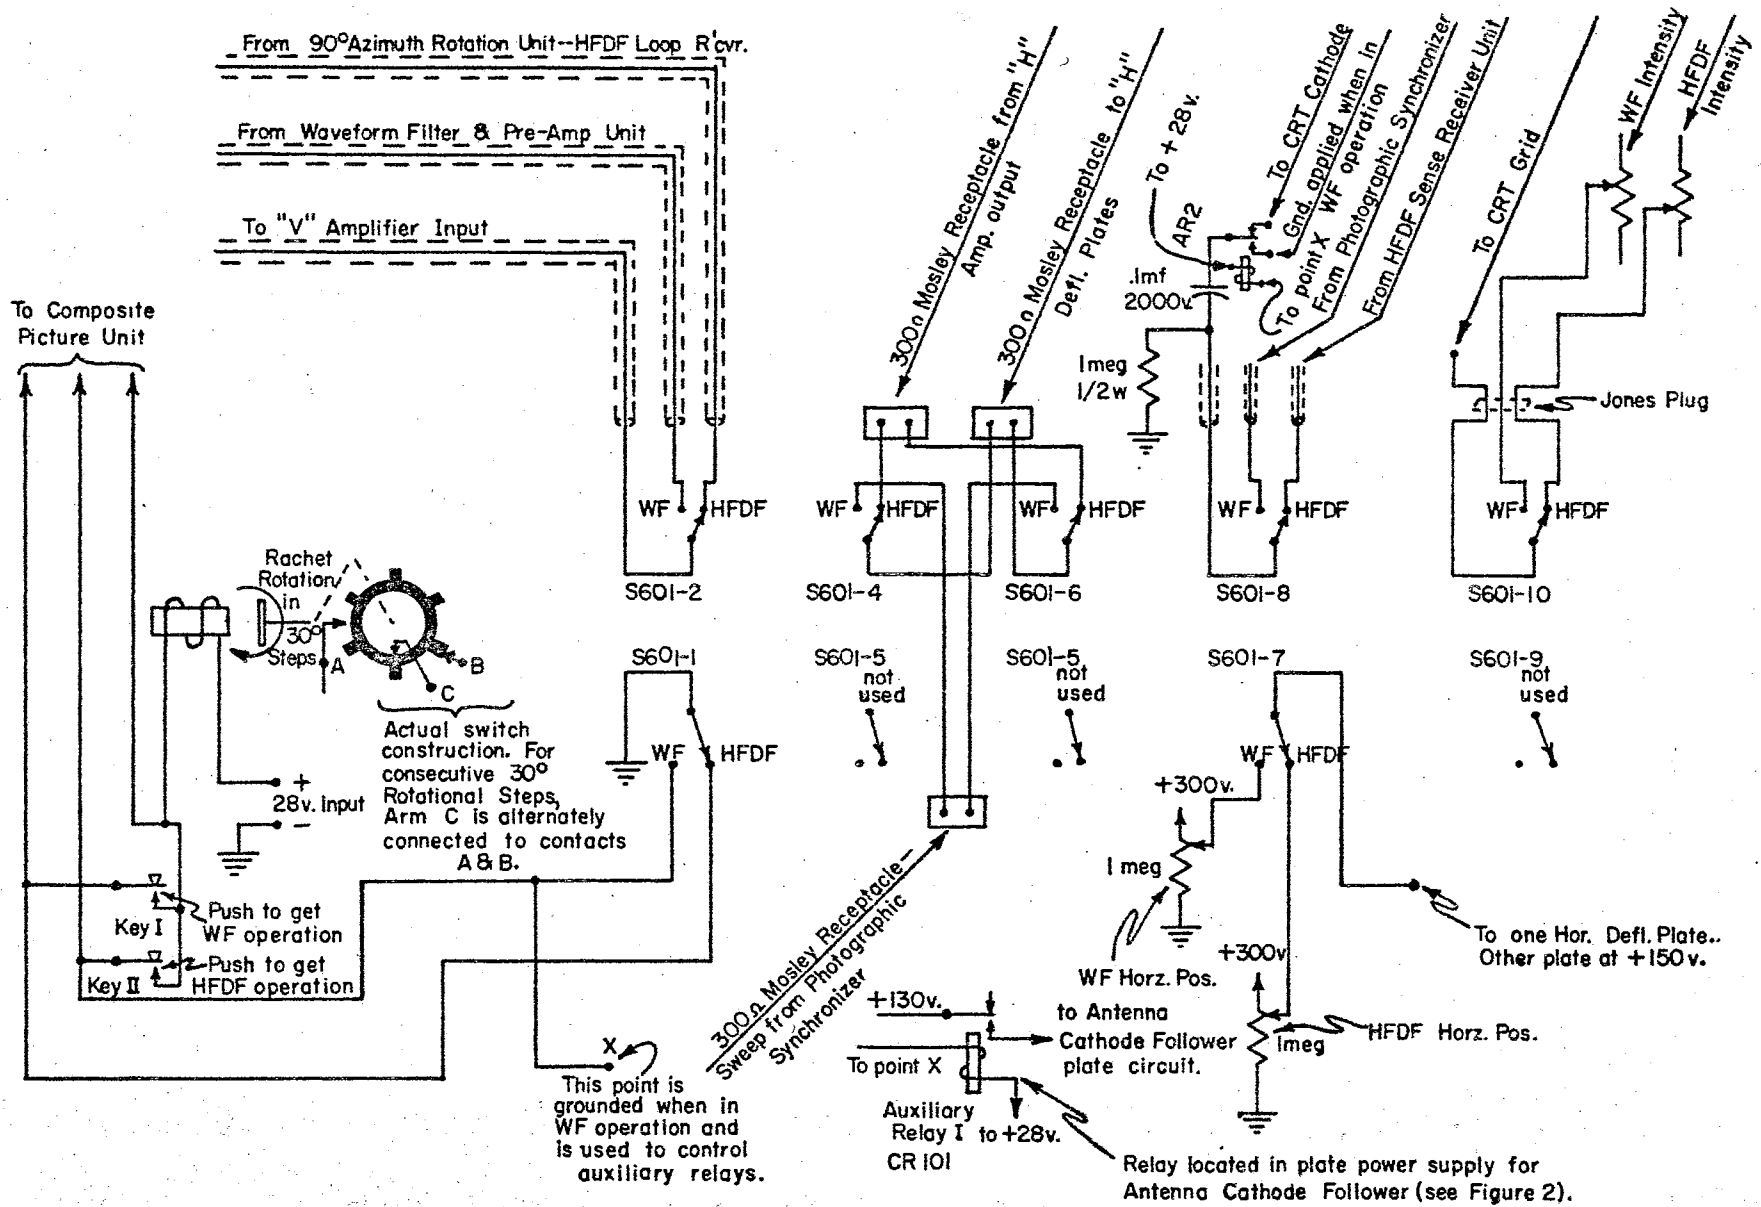 From 90°Azimuth Rotation Unit--HFDF Loop R'cvr.
From Waveform Filter & Pre-Amp Unit
To "V" Amplifier Input
To Composite
Picture Unit
300Ω Mosley Receptacle from "H"
Amp. output
300Ω Mosley Receptacle to "H"
Defl. Plates
To + 28v.
AR2
To CRT Cathode
Gnd. applied when in
WF operation
To point X
From Photographic Synchronizer
From HFDF Sense Receiver Unit
To CRT Grid
WF Intensity
HFDF
Intensity
.1mf
2000v.
1meg
1/2w
Jones Plug
WF
HFDF
WF
HFDF
WF
HFDF
WF
HFDF
WF
HFDF
S601-2
S601-4
S601-6
S601-8
S601-10
Rachet
Rotation
in
30°
Steps
A
B
C
Actual switch
construction. For
consecutive 30°
Rotational Steps,
Arm C is alternately
connected to contacts
A & B.
+
28v. Input
−
S601-1
S601-5
not
used
S601-5
not
used
S601-7
S601-9
not
used
WF
HFDF
WF
HFDF
Key I
Push to get
WF operation
Key II
Push to get
HFDF operation
X
This point is
grounded when in
WF operation and
is used to control
auxiliary relays.
300Ω Mosley Receptacle–
Sweep from Photographic
Synchronizer
+300v.
1 meg
WF Horz. Pos.
+300v
1meg
HFDF Horz. Pos.
To one Hor. Defl. Plate..
Other plate at +150v.
+130v.
to Antenna
Cathode Follower
plate circuit.
To point X
Auxiliary
Relay I
to +28v.
CR 101
Relay located in plate power supply for
Antenna Cathode Follower (see Figure 2).